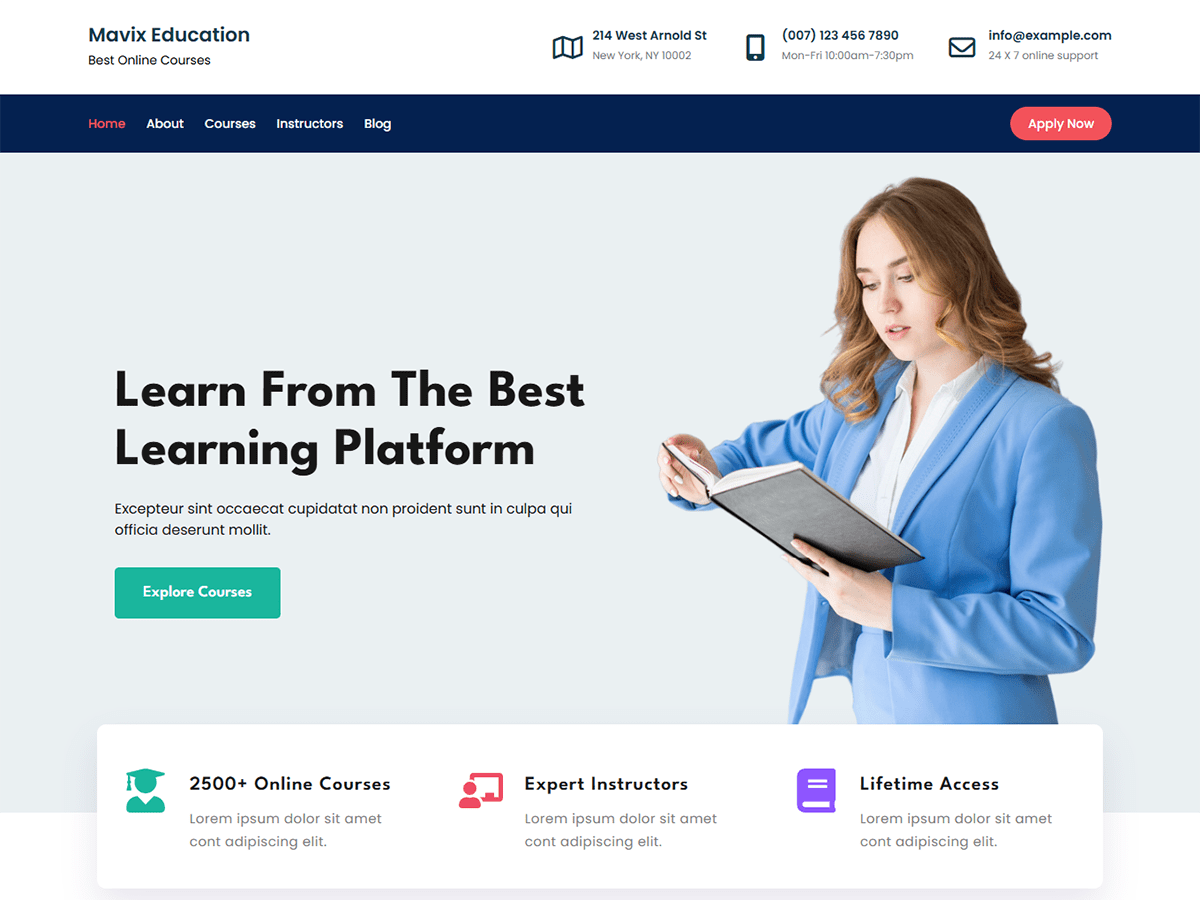 Mavix Education
Best Online Courses
214 West Arnold St
New York, NY 10002
(007) 123 456 7890
Mon-Fri 10:00am-7:30pm
info@example.com
24 X 7 online support
Home About Courses Instructors Blog
Apply Now
Learn From The Best
Learning Platform
Excepteur sint occaecat cupidatat non proident sunt in culpa qui
officia deserunt mollit.
Explore Courses
2500+ Online Courses
Lorem ipsum dolor sit amet
cont adipiscing elit.
Expert Instructors
Lorem ipsum dolor sit amet
cont adipiscing elit.
Lifetime Access
Lorem ipsum dolor sit amet
cont adipiscing elit.